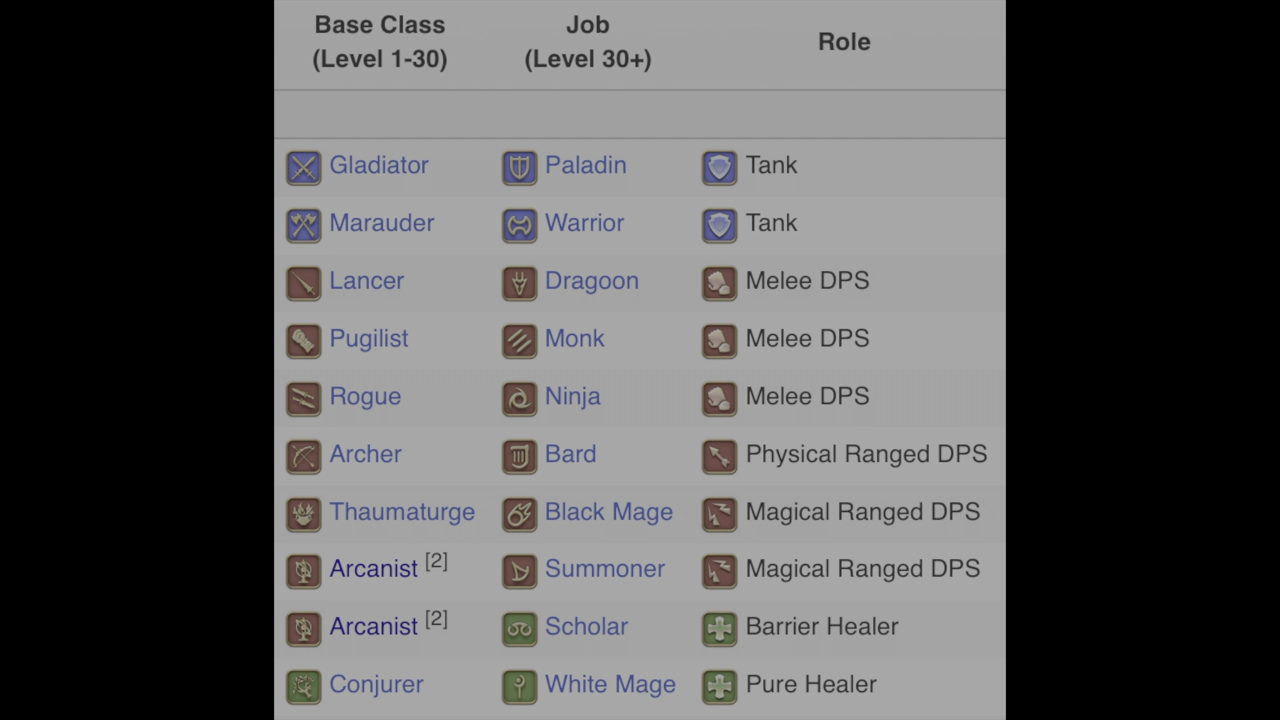 Base Class Job Role
(Level 1-30) (Level 30+)
Gladiator Paladin Tank
Marauder Warrior Tank
Lancer Dragoon Melee DPS
Pugilist Monk Melee DPS
Rogue Ninja Melee DPS
Archer Bard Physical Ranged DPS
Thaumaturge Black Mage Magical Ranged DPS
Arcanist [2] Summoner Magical Ranged DPS
Arcanist [2] Scholar Barrier Healer
Conjurer White Mage Pure Healer